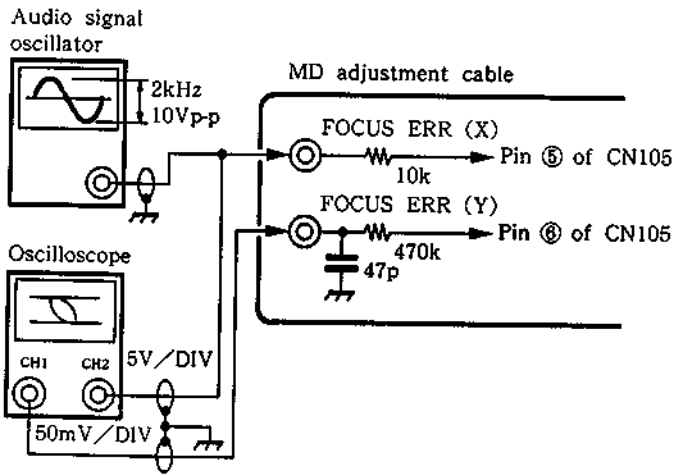 Audio signal
oscillator
2kHz
10Vp-p
MD adjustment cable
FOCUS ERR (X)
10k
Pin ⑤ of CN105
FOCUS ERR (Y)
470k
Pin ⑥ of CN105
47p
Oscilloscope
CH1
CH2
5V/DIV
50mV/DIV